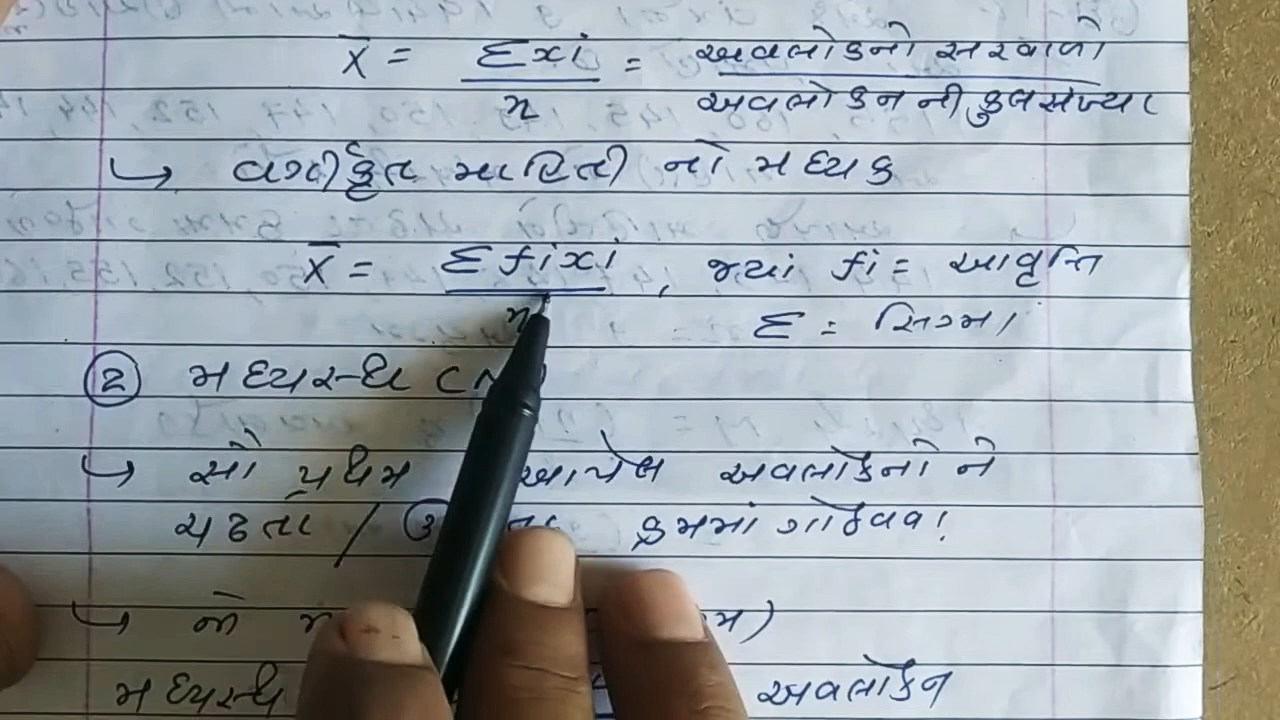 x̄ = Σxi / n = અવલોકનો સરવાળો / અવલોકન ની કુલ સંખ્યા
↳ વર્ગીકૃત માહિતી નો મધ્યક
x̄ = Σfixi / n , જ્યાં fi = આવૃત્તિ
Σ = સિગ્મા
② મધ્યસ્થ (M)
↳ સૌ પ્રથમ આપેલ અવલોકનો ને
ચઢતા / ક્રમમાં ગોઠવવા
↳ જો
મધ્યસ્થ અવલોકન